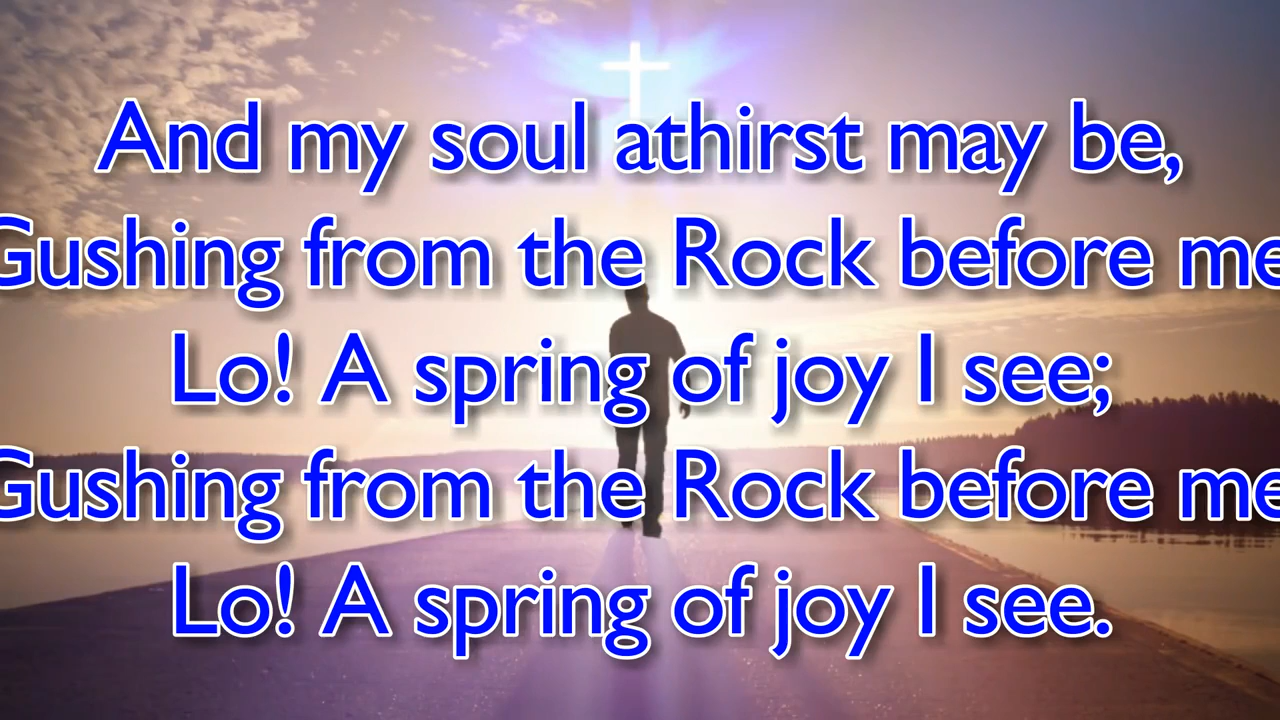 And my soul athirst may be,
Gushing from the Rock before me
Lo! A spring of joy I see;
Gushing from the Rock before me
Lo! A spring of joy I see.